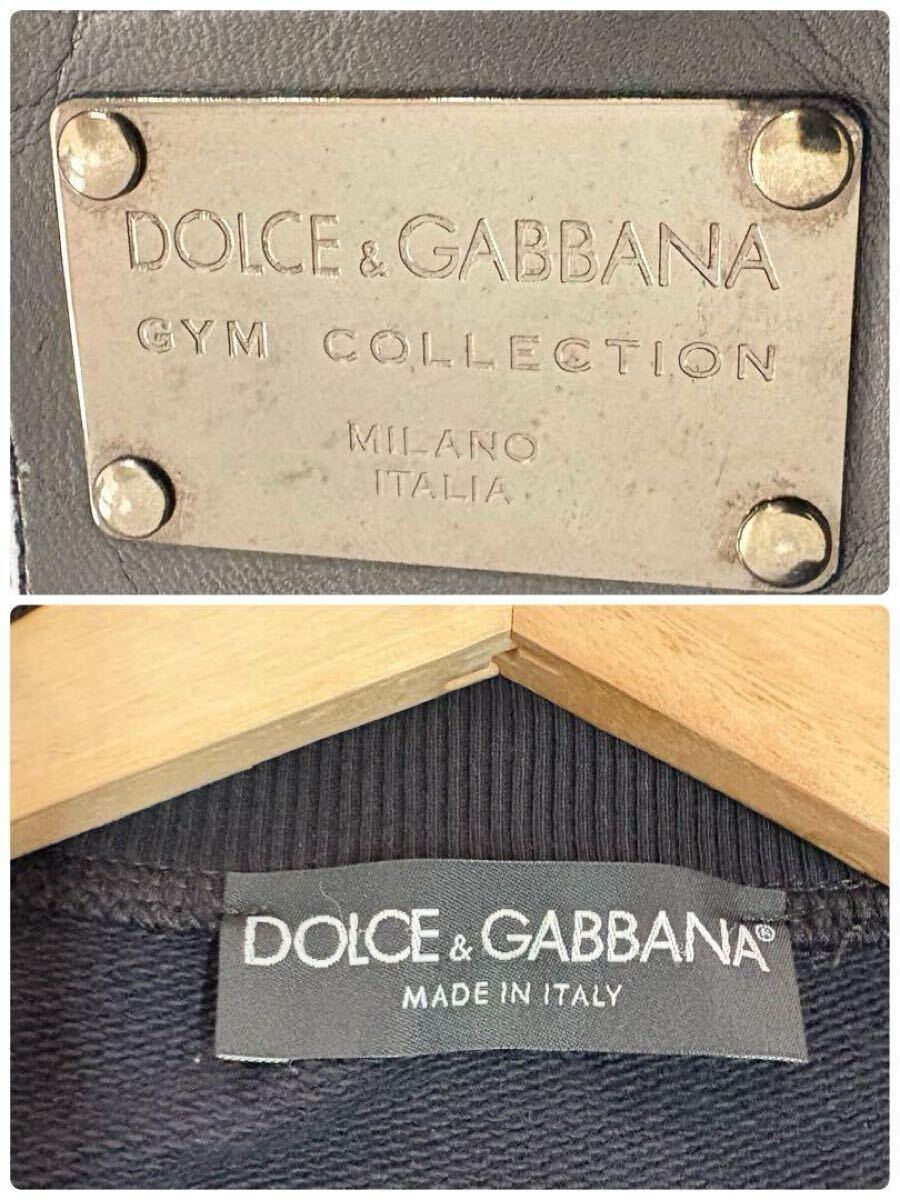 DOLCE & GABBANA
GYM COLLECTION
MILANO
ITALIA
DOLCE & GABBANA®
MADE IN ITALY